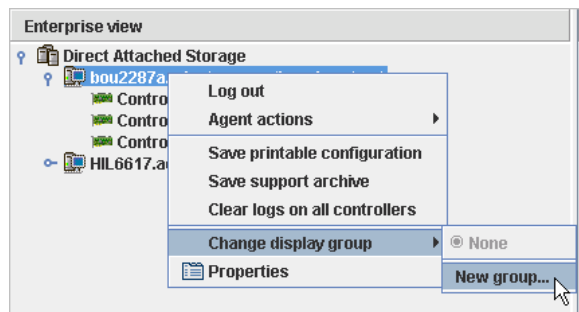 Enterprise view
Direct Attached Storage
bou2287a.
Contro
Contro
Contro
HIL6617.a
Log out
Agent actions
Save printable configuration
Save support archive
Clear logs on all controllers
Change display group
Properties
None
New group...